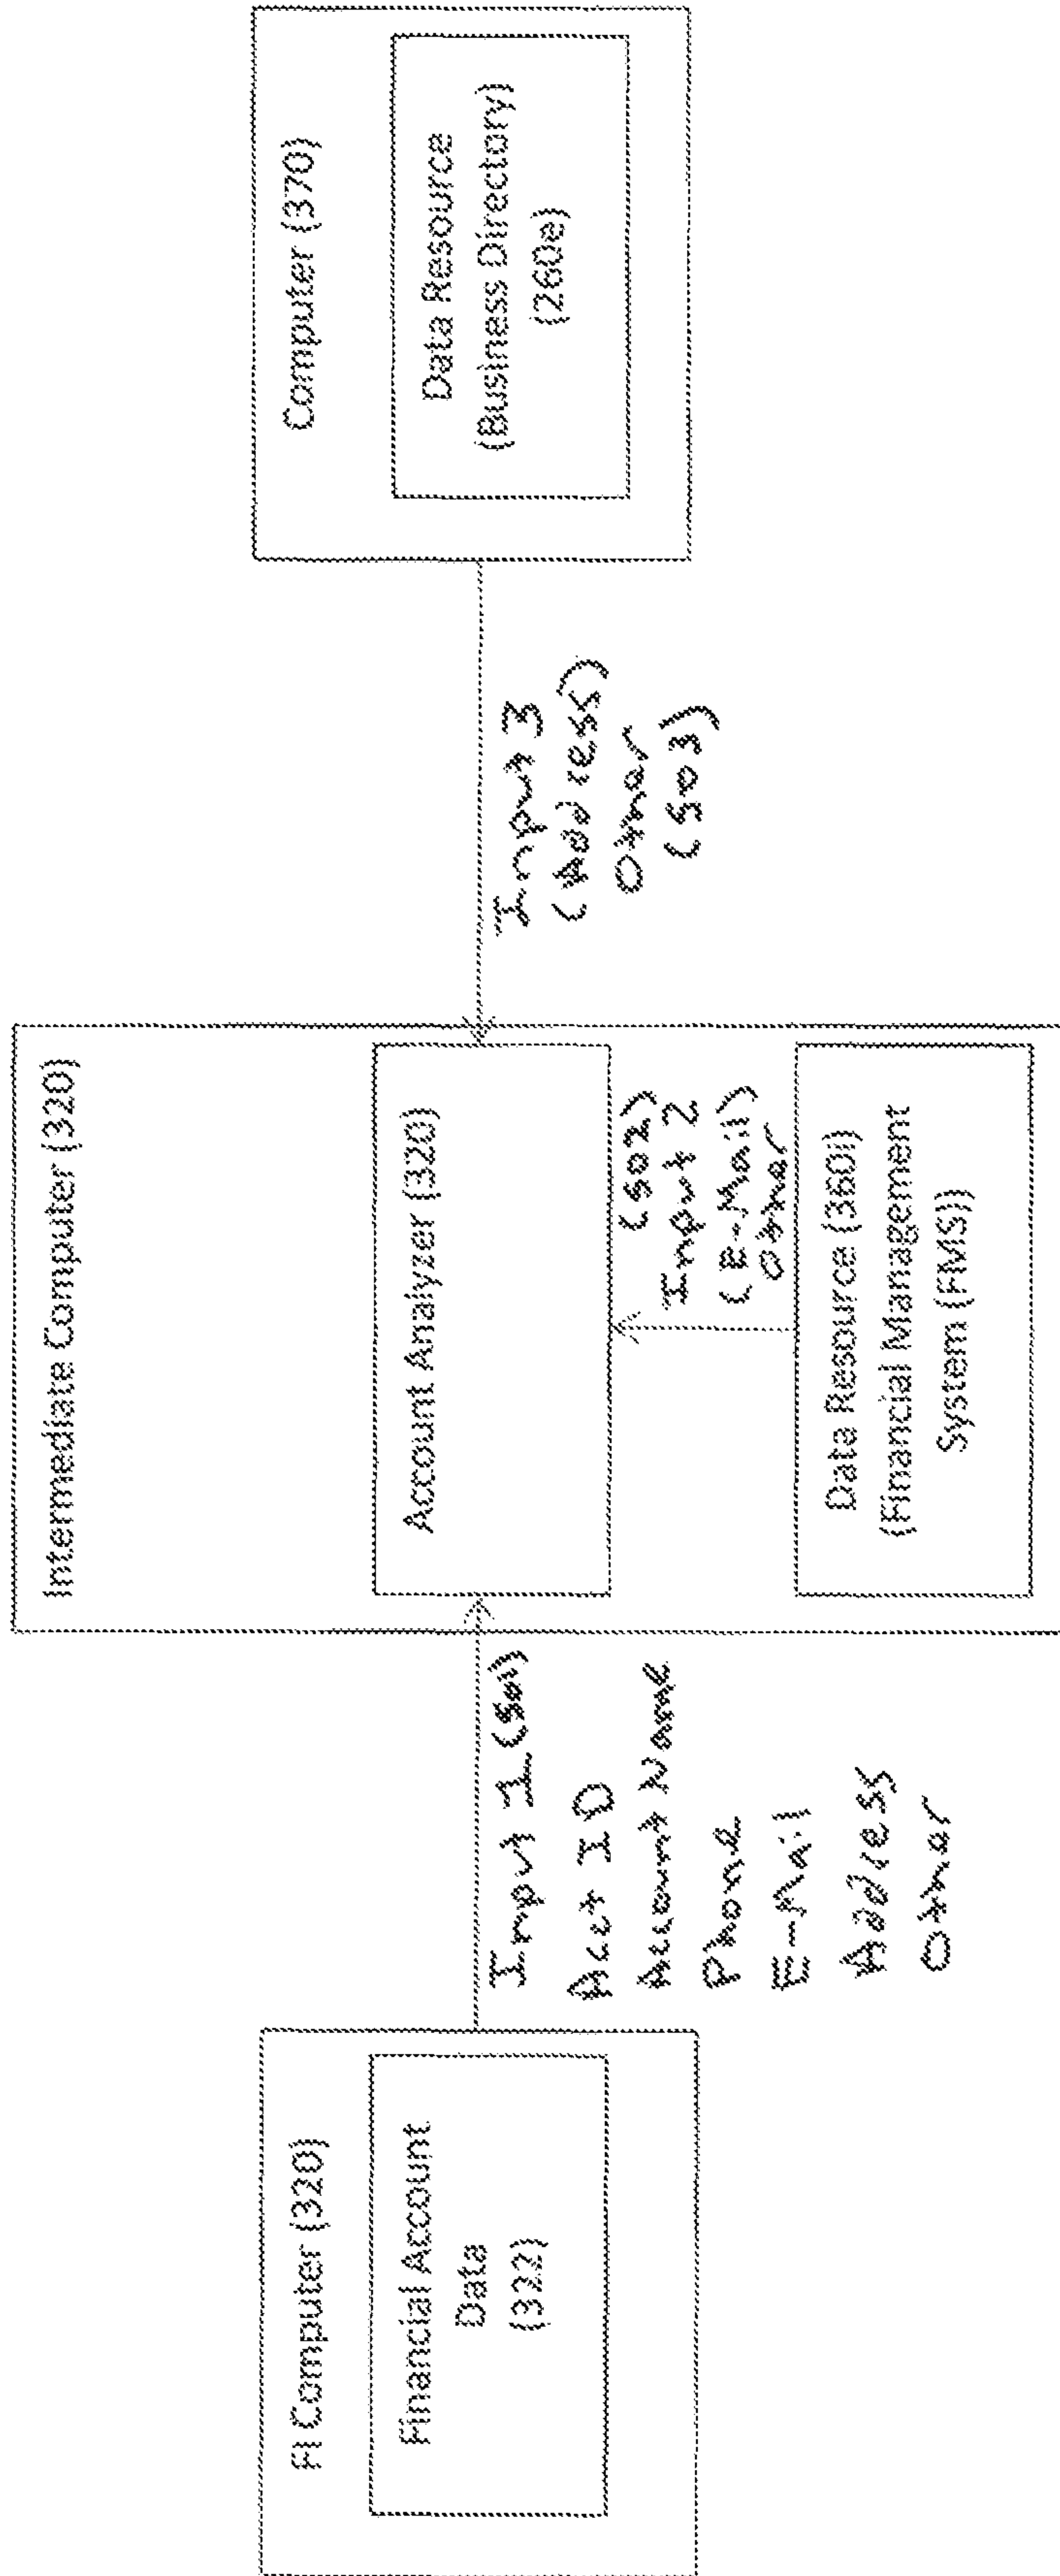 FI Computer (320)
Financial Account
Data
(322)
Input 1 (501)
Acct ID
Account Name
Phone
E-Mail
Address
Other
Intermediate Computer (320)
Account Analyzer (320)
(502)
Input 2
(E-Mail)
Other
Data Resource (360i)
(Financial Management
System (FMS))
Input 3
(Address)
Other
(503)
Computer (370)
Data Resource
(Business Directory)
(260e)